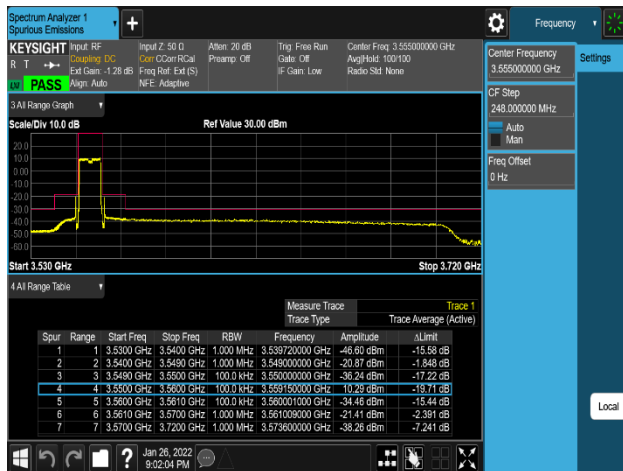 Spectrum Analyzer 1
Spurious Emissions
Frequency
KEYSIGHT Input: RF Input Z: 50 Ω Atten: 20 dB Trig: Free Run Center Freq: 3.555000000 GHz
R T Coupling: DC Corr CCorr RCal Preamp: Off Gate: Off Avg|Hold: 100/100
Ext Gain: -1.28 dB Freq Ref: Ext (S) IF Gain: Low Radio Std: None
PASS Align: Auto NFE: Adaptive
Center Frequency
3.555000000 GHz
Settings
CF Step
248.000000 MHz
Auto
Man
Freq Offset
0 Hz
Local
3 All Range Graph
Scale/Div 10.0 dB Ref Value 30.00 dBm
20.0
10.0
0.00
-10.0
-20.0
-30.0
-40.0
-50.0
-60.0
Start 3.530 GHz Stop 3.720 GHz
4 All Range Table
Measure Trace Trace 1
Trace Type Trace Average (Active)
Spur Range Start Freq Stop Freq RBW Frequency Amplitude ΔLimit
1 1 3.5300 GHz 3.5400 GHz 1.000 MHz 3.539720000 GHz -46.60 dBm -15.58 dB
2 2 3.5400 GHz 3.5490 GHz 1.000 MHz 3.549000000 GHz -20.87 dBm -1.848 dB
3 3 3.5490 GHz 3.5500 GHz 100.0 kHz 3.550000000 GHz -36.24 dBm -17.22 dB
4 4 3.5500 GHz 3.5600 GHz 100.0 kHz 3.559150000 GHz 10.29 dBm -19.71 dB
5 5 3.5600 GHz 3.5610 GHz 100.0 kHz 3.560001000 GHz -34.46 dBm -15.44 dB
6 6 3.5610 GHz 3.5700 GHz 1.000 MHz 3.561009000 GHz -21.41 dBm -2.391 dB
7 7 3.5700 GHz 3.7200 GHz 1.000 MHz 3.573600000 GHz -38.26 dBm -7.241 dB
Jan 26, 2022
9:02:04 PM